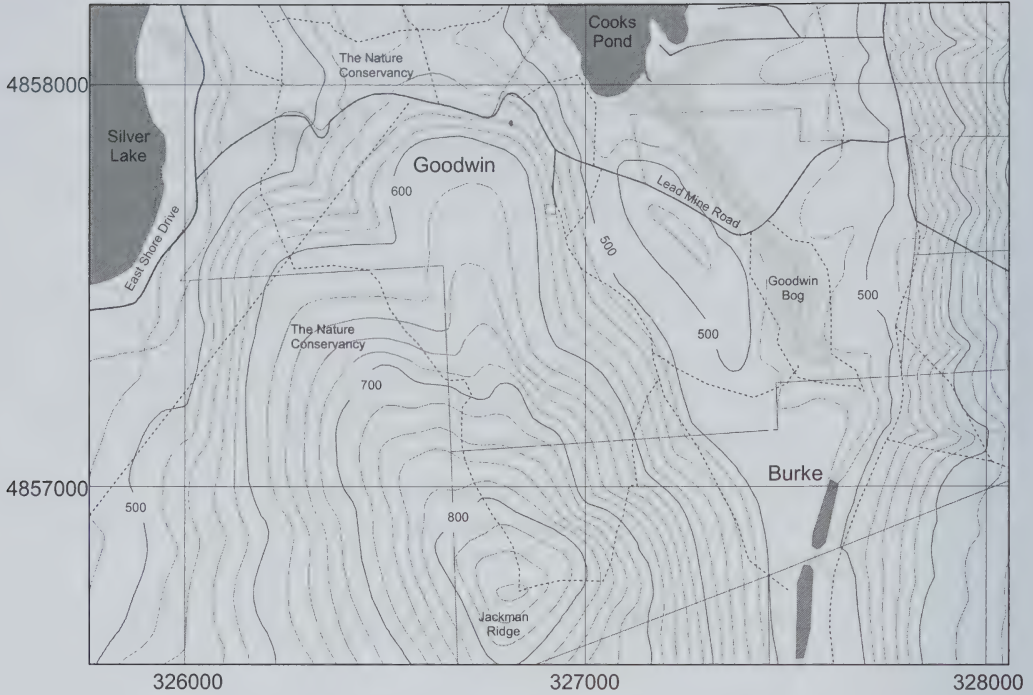 Cooks
Pond
The Nature
Conservancy
4858000
Silver
Lake
Goodwin
600
Lead Mine Road
East Shore Drive
500
Goodwin
Bog
500
The Nature
Conservancy
500
700
Burke
4857000
500
800
Jackman
Ridge
326000
327000
328000